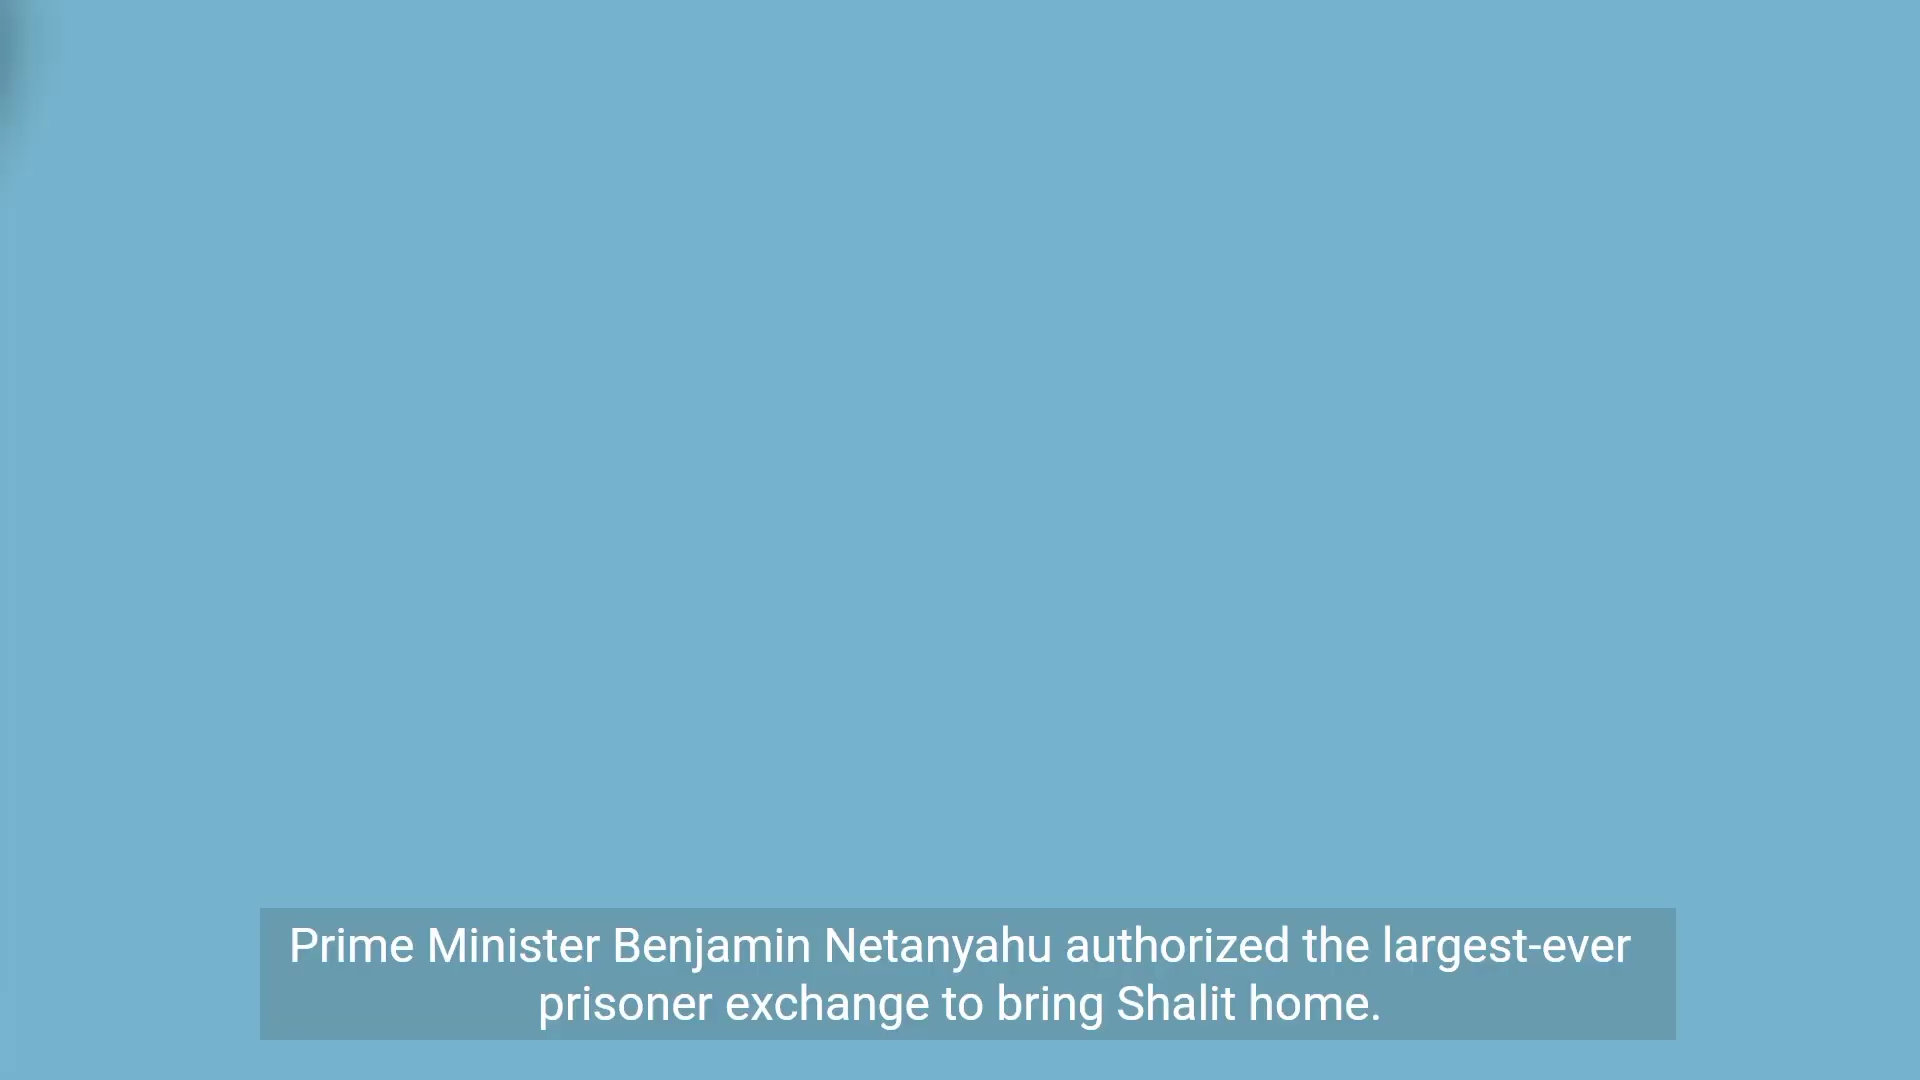 Prime Minister Benjamin Netanyahu authorized the largest-ever
prisoner exchange to bring Shalit home.